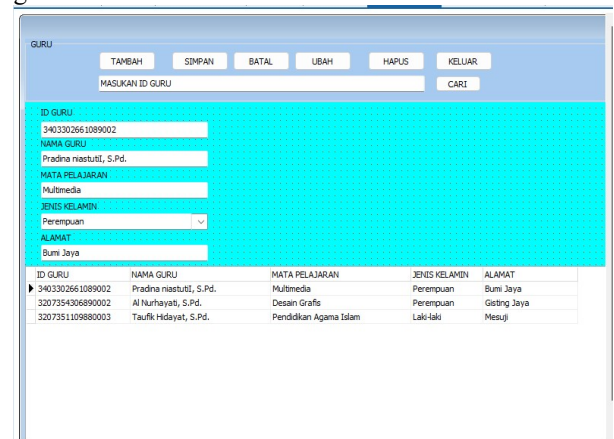 GURU
TAMBAH SIMPAN BATAL UBAH HAPUS KELUAR
MASUKAN ID GURU CARI
ID GURU
3403302661089002
NAMA GURU
Pradina niastutiI, S.Pd.
MATA PELAJARAN
Multimedia
JENIS KELAMIN
Perempuan
ALAMAT
Bumi Jaya
ID GURU NAMA GURU MATA PELAJARAN JENIS KELAMIN ALAMAT
3403302661089002 Pradina niastutiI, S.Pd. Multimedia Perempuan Bumi Jaya
3207354306890002 Al Nurhayati, S.Pd. Desain Grafis Perempuan Gisting Jaya
3207351109880003 Taufik Hidayat, S.Pd. Pendidikan Agama Islam Laki-laki Mesuji